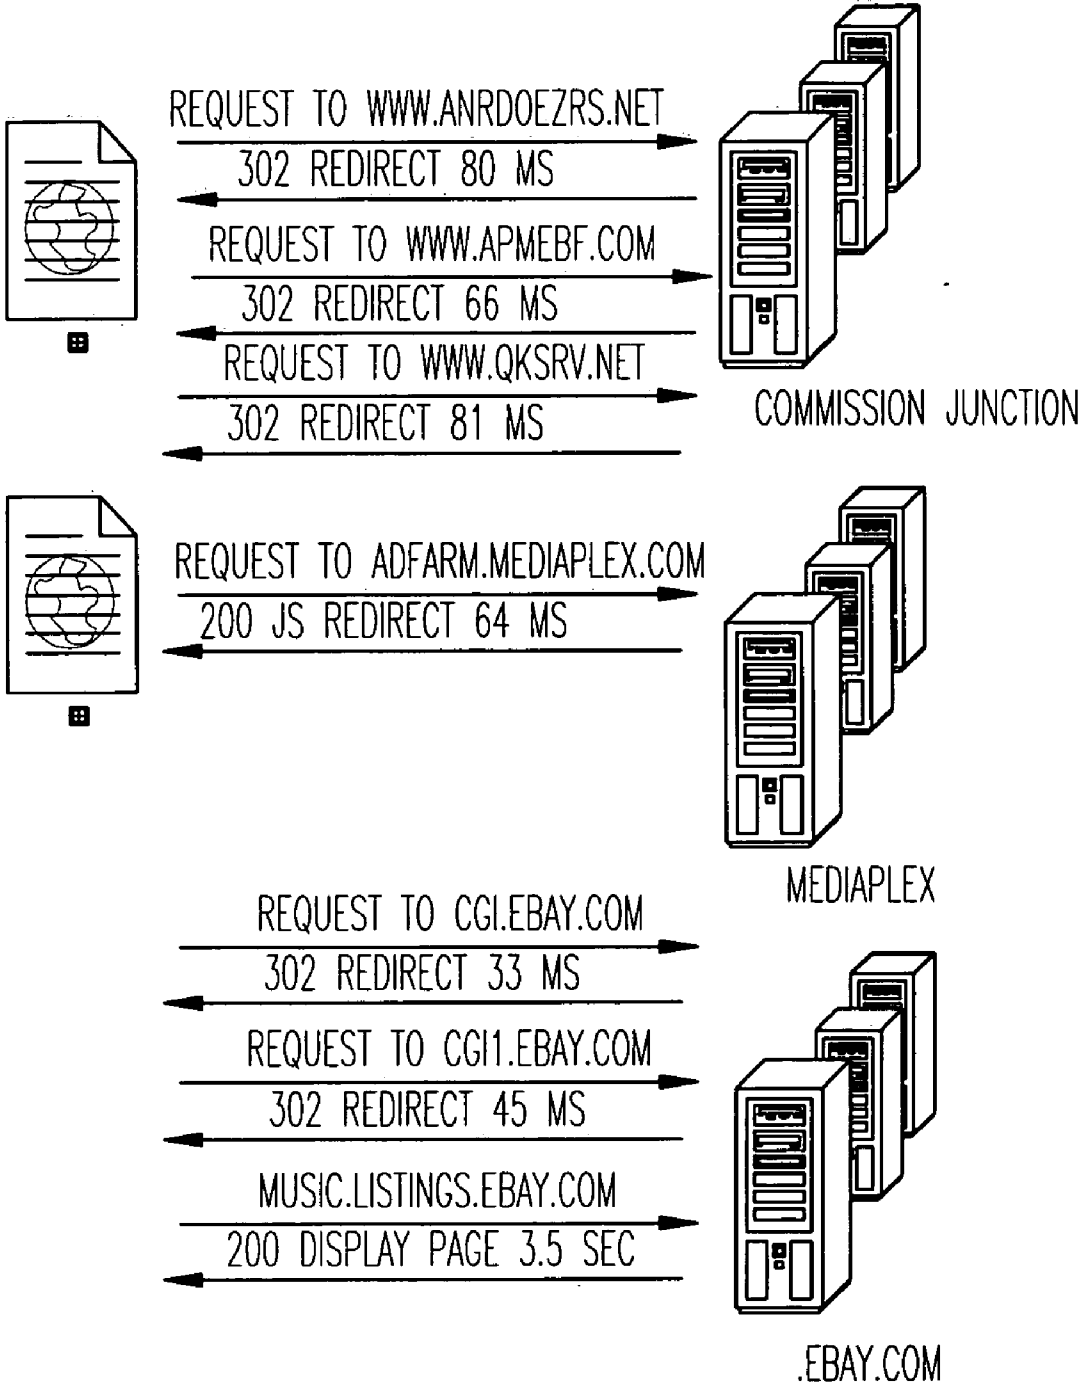 REQUEST TO WWW.ANRDOEZRS.NET
302 REDIRECT 80 MS
REQUEST TO WWW.APMEBF.COM
302 REDIRECT 66 MS
REQUEST TO WWW.QKSRV.NET
302 REDIRECT 81 MS
COMMISSION JUNCTION
REQUEST TO ADFARM.MEDIAPLEX.COM
200 JS REDIRECT 64 MS
MEDIAPLEX
REQUEST TO CGI.EBAY.COM
302 REDIRECT 33 MS
REQUEST TO CGI1.EBAY.COM
302 REDIRECT 45 MS
MUSIC.LISTINGS.EBAY.COM
200 DISPLAY PAGE 3.5 SEC
.EBAY.COM